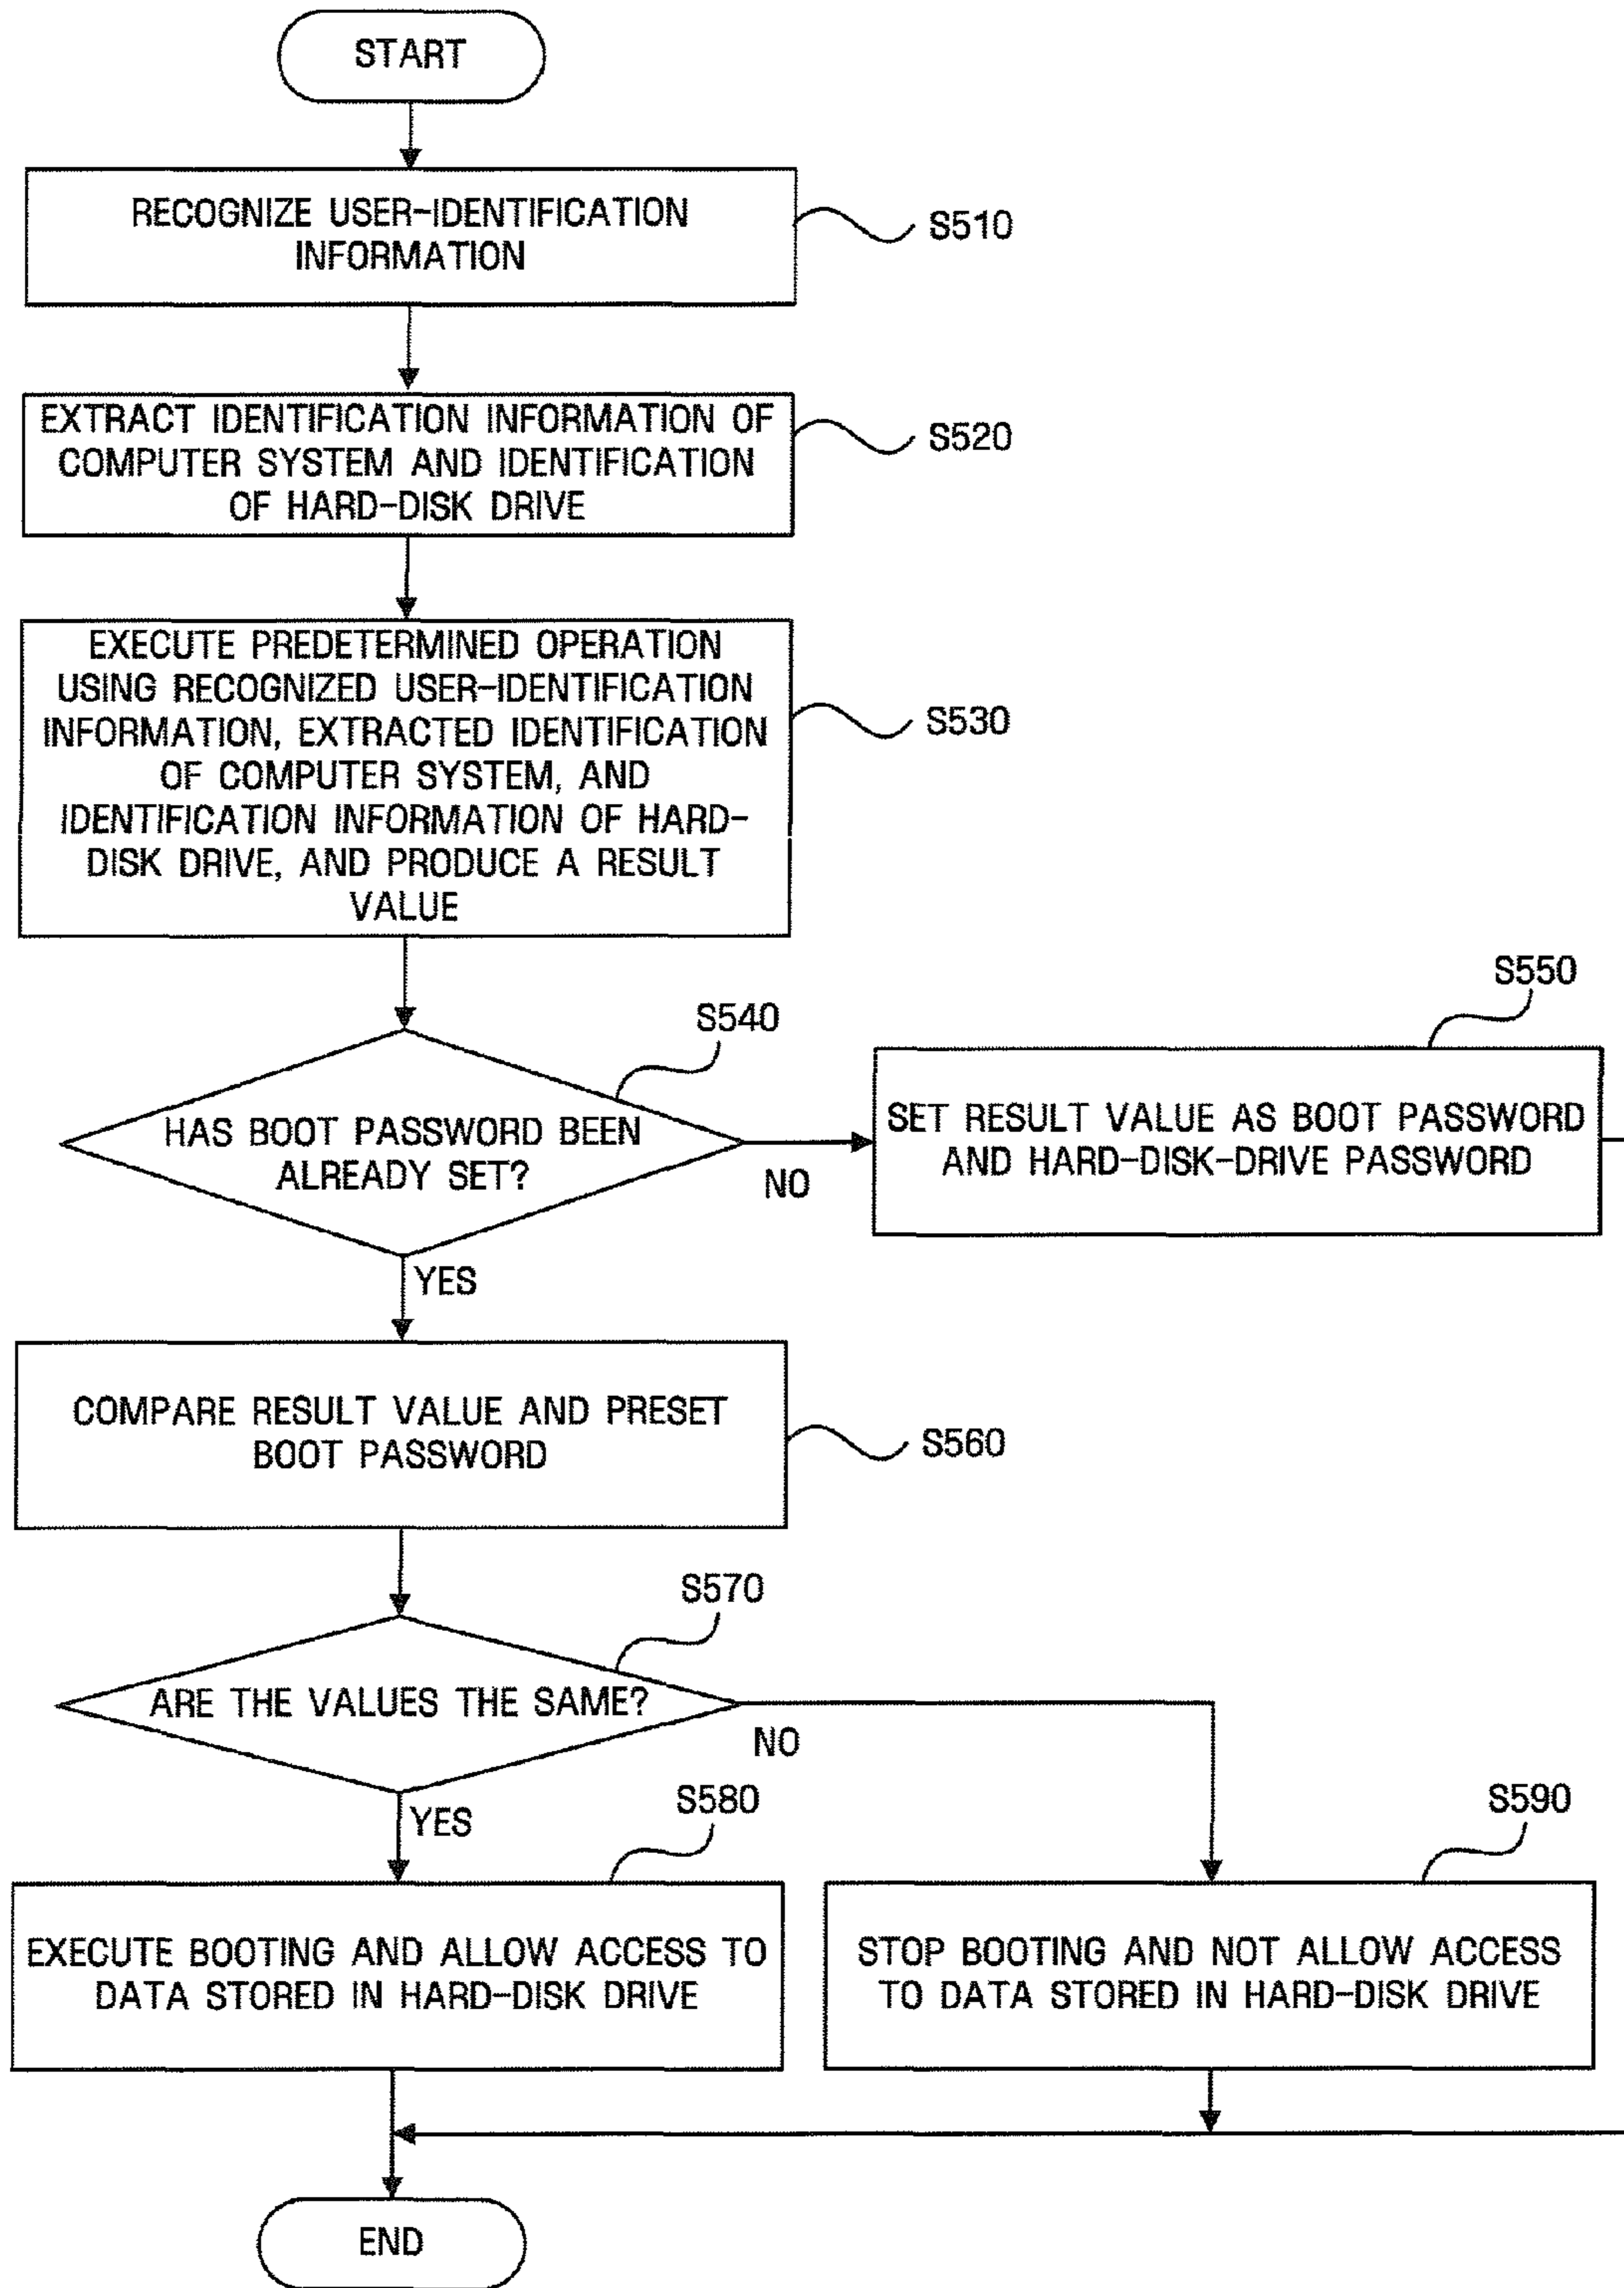 START
RECOGNIZE USER-IDENTIFICATION
INFORMATION
S510
EXTRACT IDENTIFICATION INFORMATION OF
COMPUTER SYSTEM AND IDENTIFICATION
OF HARD-DISK DRIVE
S520
EXECUTE PREDETERMINED OPERATION
USING RECOGNIZED USER-IDENTIFICATION
INFORMATION, EXTRACTED IDENTIFICATION
OF COMPUTER SYSTEM, AND
IDENTIFICATION INFORMATION OF HARD-
DISK DRIVE, AND PRODUCE A RESULT
VALUE
S530
S540
HAS BOOT PASSWORD BEEN
ALREADY SET?
NO
S550
SET RESULT VALUE AS BOOT PASSWORD
AND HARD-DISK-DRIVE PASSWORD
YES
COMPARE RESULT VALUE AND PRESET
BOOT PASSWORD
S560
S570
ARE THE VALUES THE SAME?
NO
YES
S580
EXECUTE BOOTING AND ALLOW ACCESS TO
DATA STORED IN HARD-DISK DRIVE
S590
STOP BOOTING AND NOT ALLOW ACCESS
TO DATA STORED IN HARD-DISK DRIVE
END